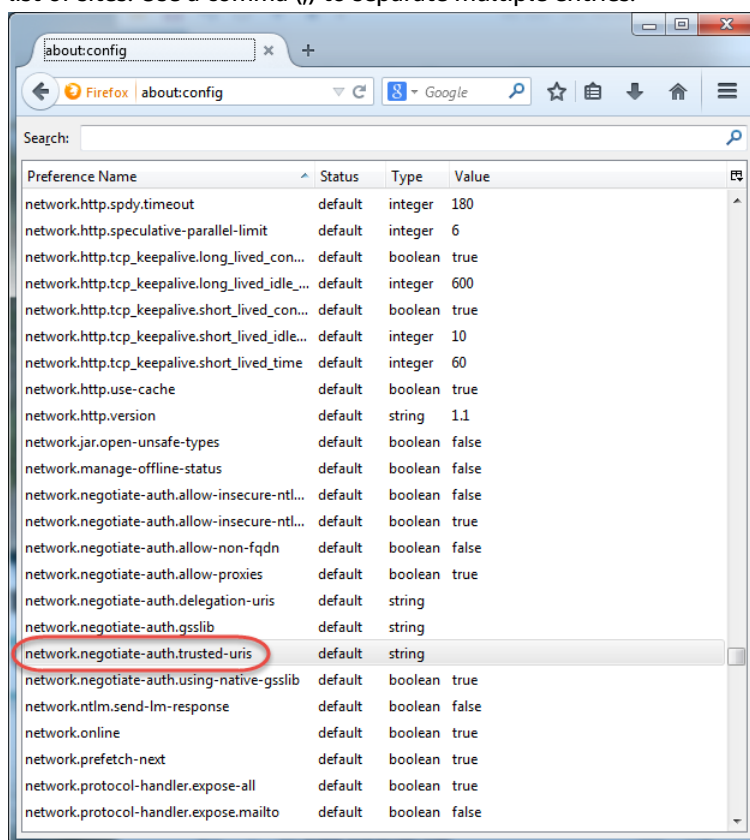 list of sites. Use a comma (,) to separate multiple entries.
about:config
Firefox about:config Google
Search:
Preference Name Status Type Value
network.http.spdy.timeout default integer 180
network.http.speculative-parallel-limit default integer 6
network.http.tcp_keepalive.long_lived_con... default boolean true
network.http.tcp_keepalive.long_lived_idle_... default integer 600
network.http.tcp_keepalive.short_lived_con... default boolean true
network.http.tcp_keepalive.short_lived_idle... default integer 10
network.http.tcp_keepalive.short_lived_time default integer 60
network.http.use-cache default boolean true
network.http.version default string 1.1
network.jar.open-unsafe-types default boolean false
network.manage-offline-status default boolean false
network.negotiate-auth.allow-insecure-ntl... default boolean false
network.negotiate-auth.allow-insecure-ntl... default boolean true
network.negotiate-auth.allow-non-fqdn default boolean false
network.negotiate-auth.allow-proxies default boolean true
network.negotiate-auth.delegation-uris default string
network.negotiate-auth.gsslib default string
network.negotiate-auth.trusted-uris default string
network.negotiate-auth.using-native-gsslib default boolean true
network.ntlm.send-lm-response default boolean false
network.online default boolean true
network.prefetch-next default boolean true
network.protocol-handler.expose-all default boolean true
network.protocol-handler.expose.mailto default boolean false